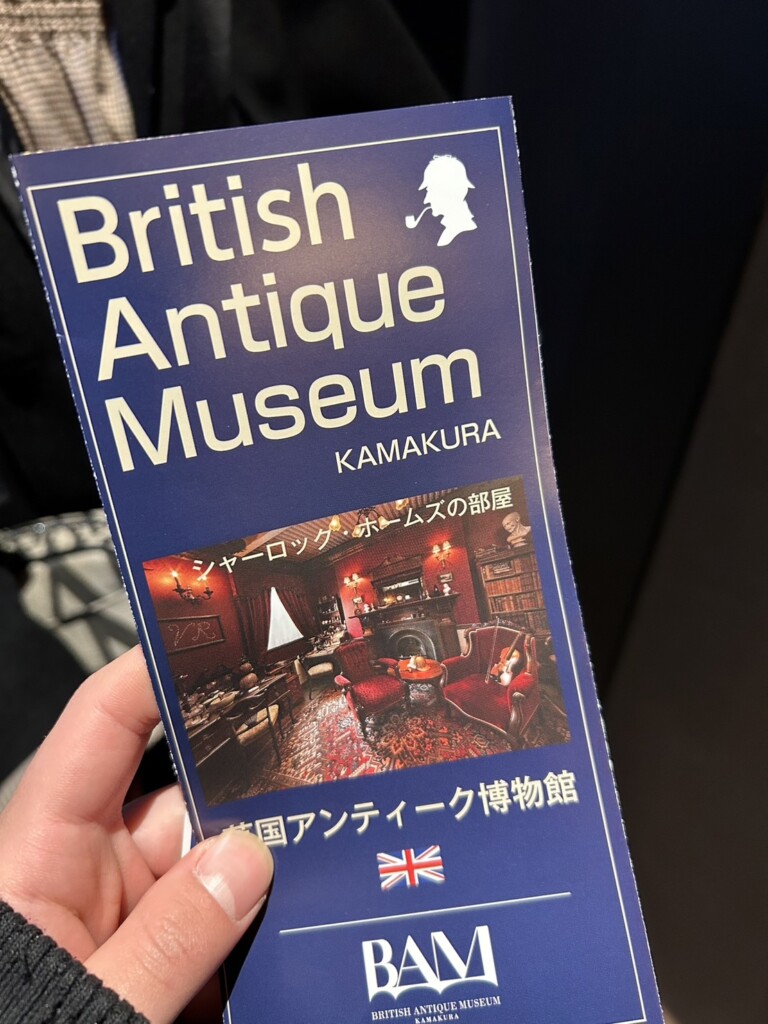 British
Antique
Museum
KAMAKURA
シャーロック・ホームズの部屋
VR
国アンティーク博物館
BAM
BRITISH ANTIQUE MUSEUM
KAMAKURA